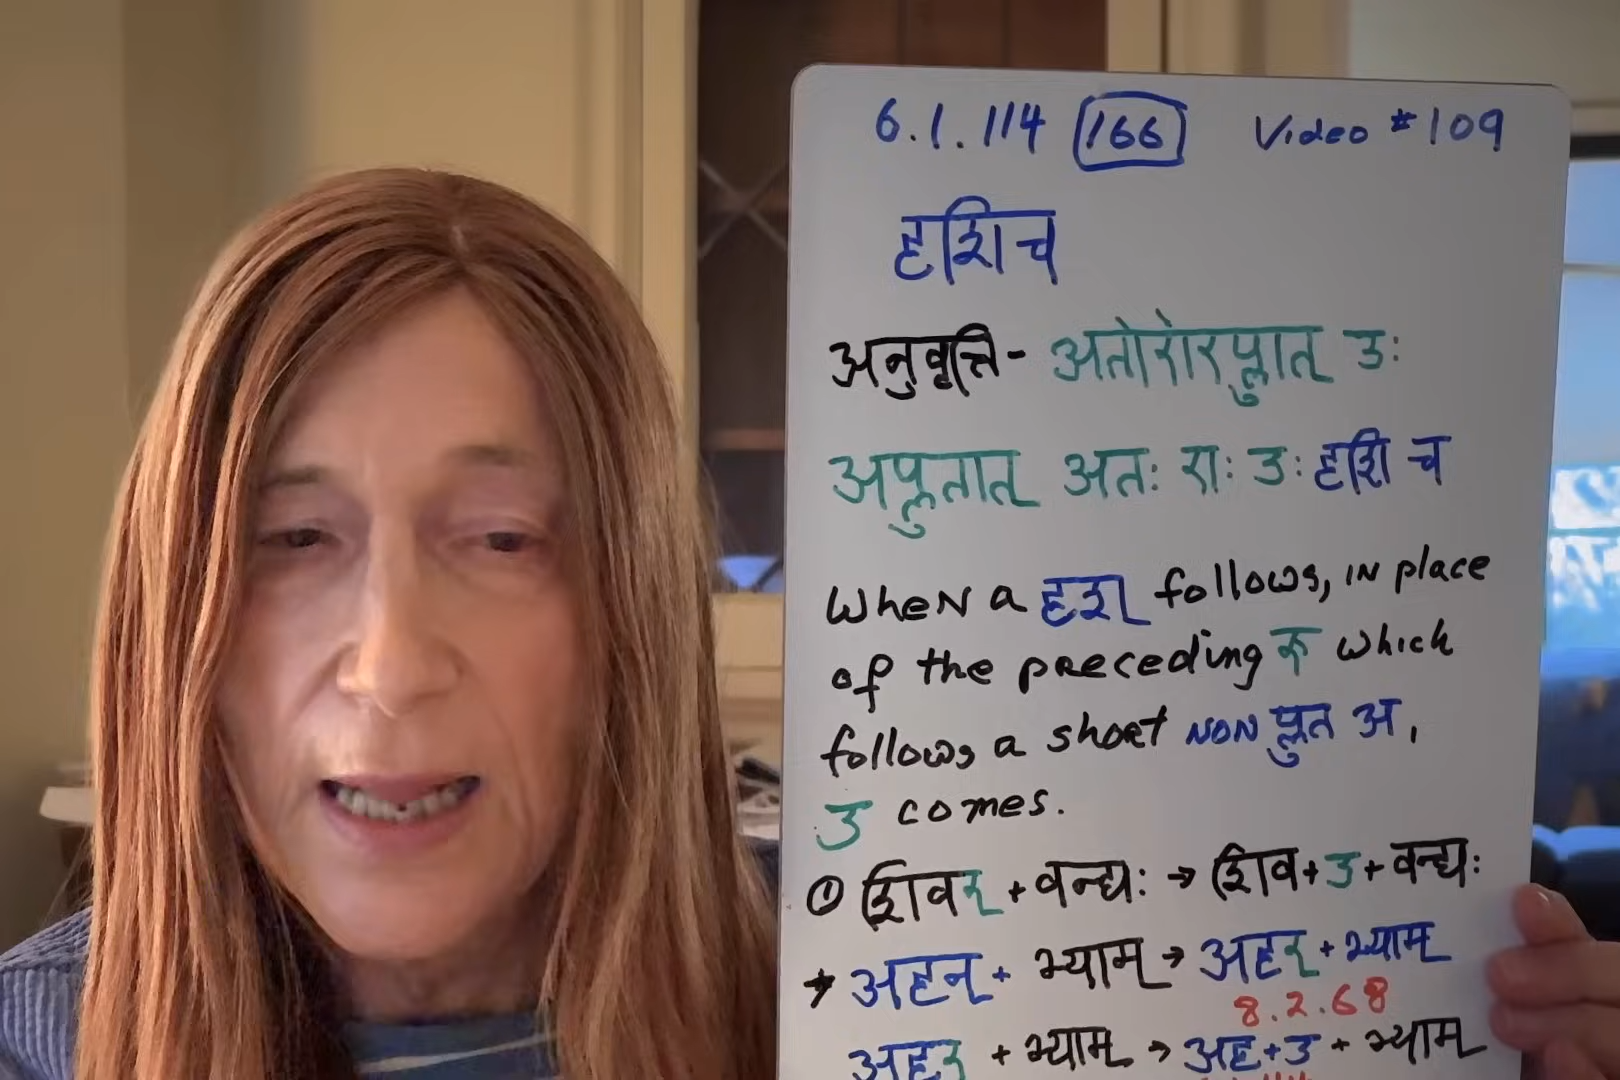 6.1.114 166 Video #109
हशि च
अनुवृत्ति- अतोरोरप्लुतात् उः
अप्लुतात् अतः राः उः हशि च
When a हश् follows, in place
of the preceding रु which
follows a short non प्लुत अ,
उ comes.
① शिवर् + वन्द्यः → शिव+उ+वन्द्यः
→ अहन् + भ्याम् → अहर् + भ्याम्
8.2.68
अहर् + भ्याम् → अह+उ + भ्याम्